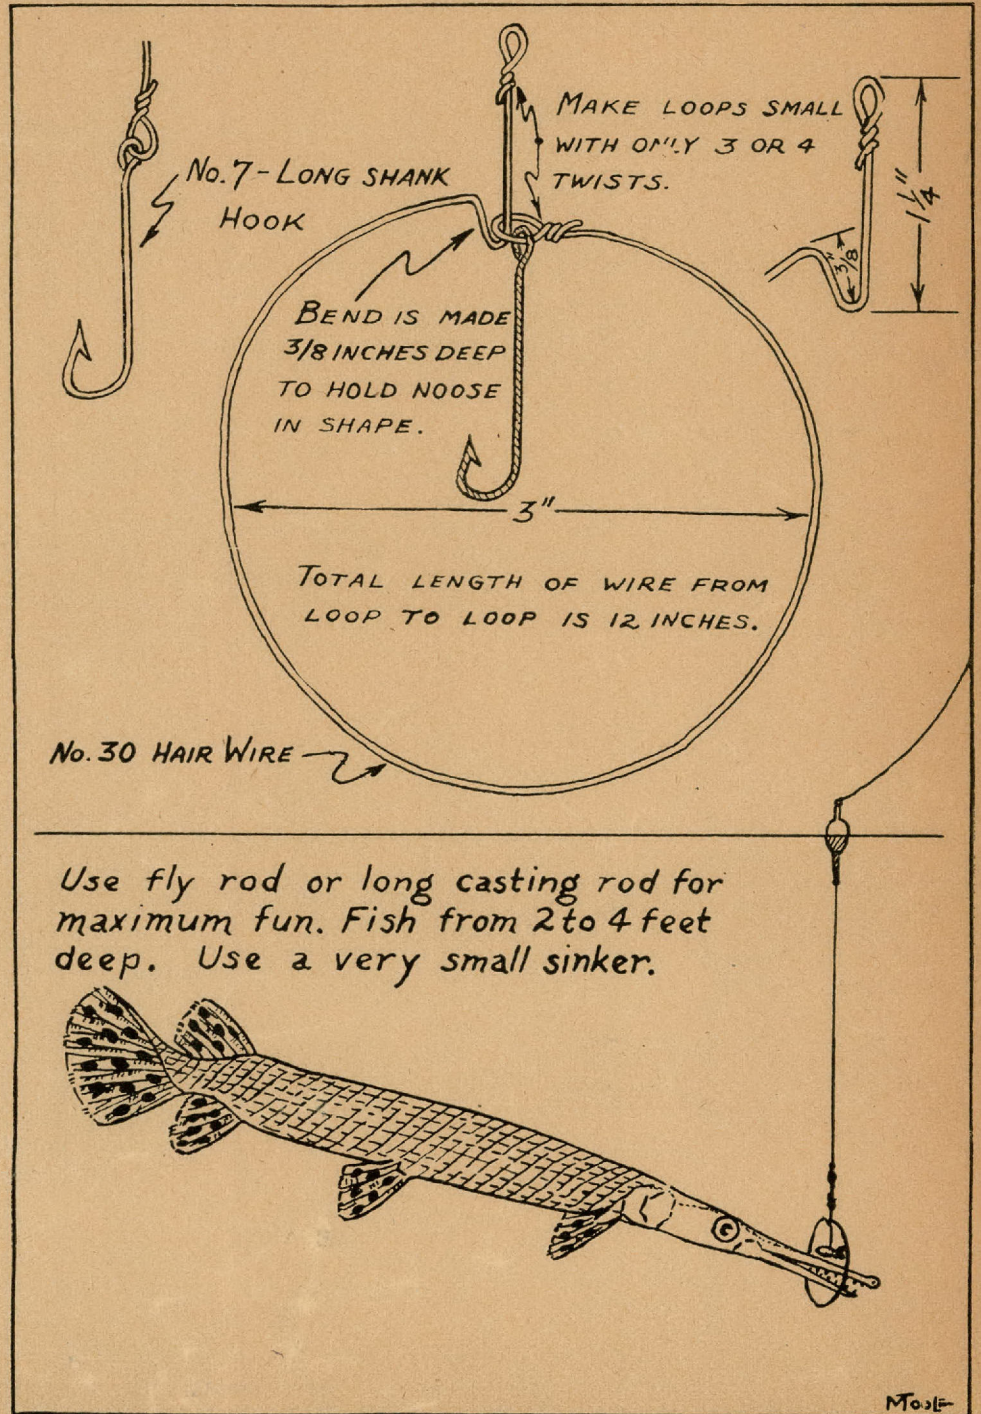 No. 7 - LONG SHANK
HOOK
MAKE LOOPS SMALL
WITH ONLY 3 OR 4
TWISTS.
1 1/4"
3/8"
BEND IS MADE
3/8 INCHES DEEP
TO HOLD NOOSE
IN SHAPE.
3"
TOTAL LENGTH OF WIRE FROM
LOOP TO LOOP IS 12 INCHES.
No. 30 HAIR WIRE
Use fly rod or long casting rod for
maximum fun. Fish from 2 to 4 feet
deep. Use a very small sinker.